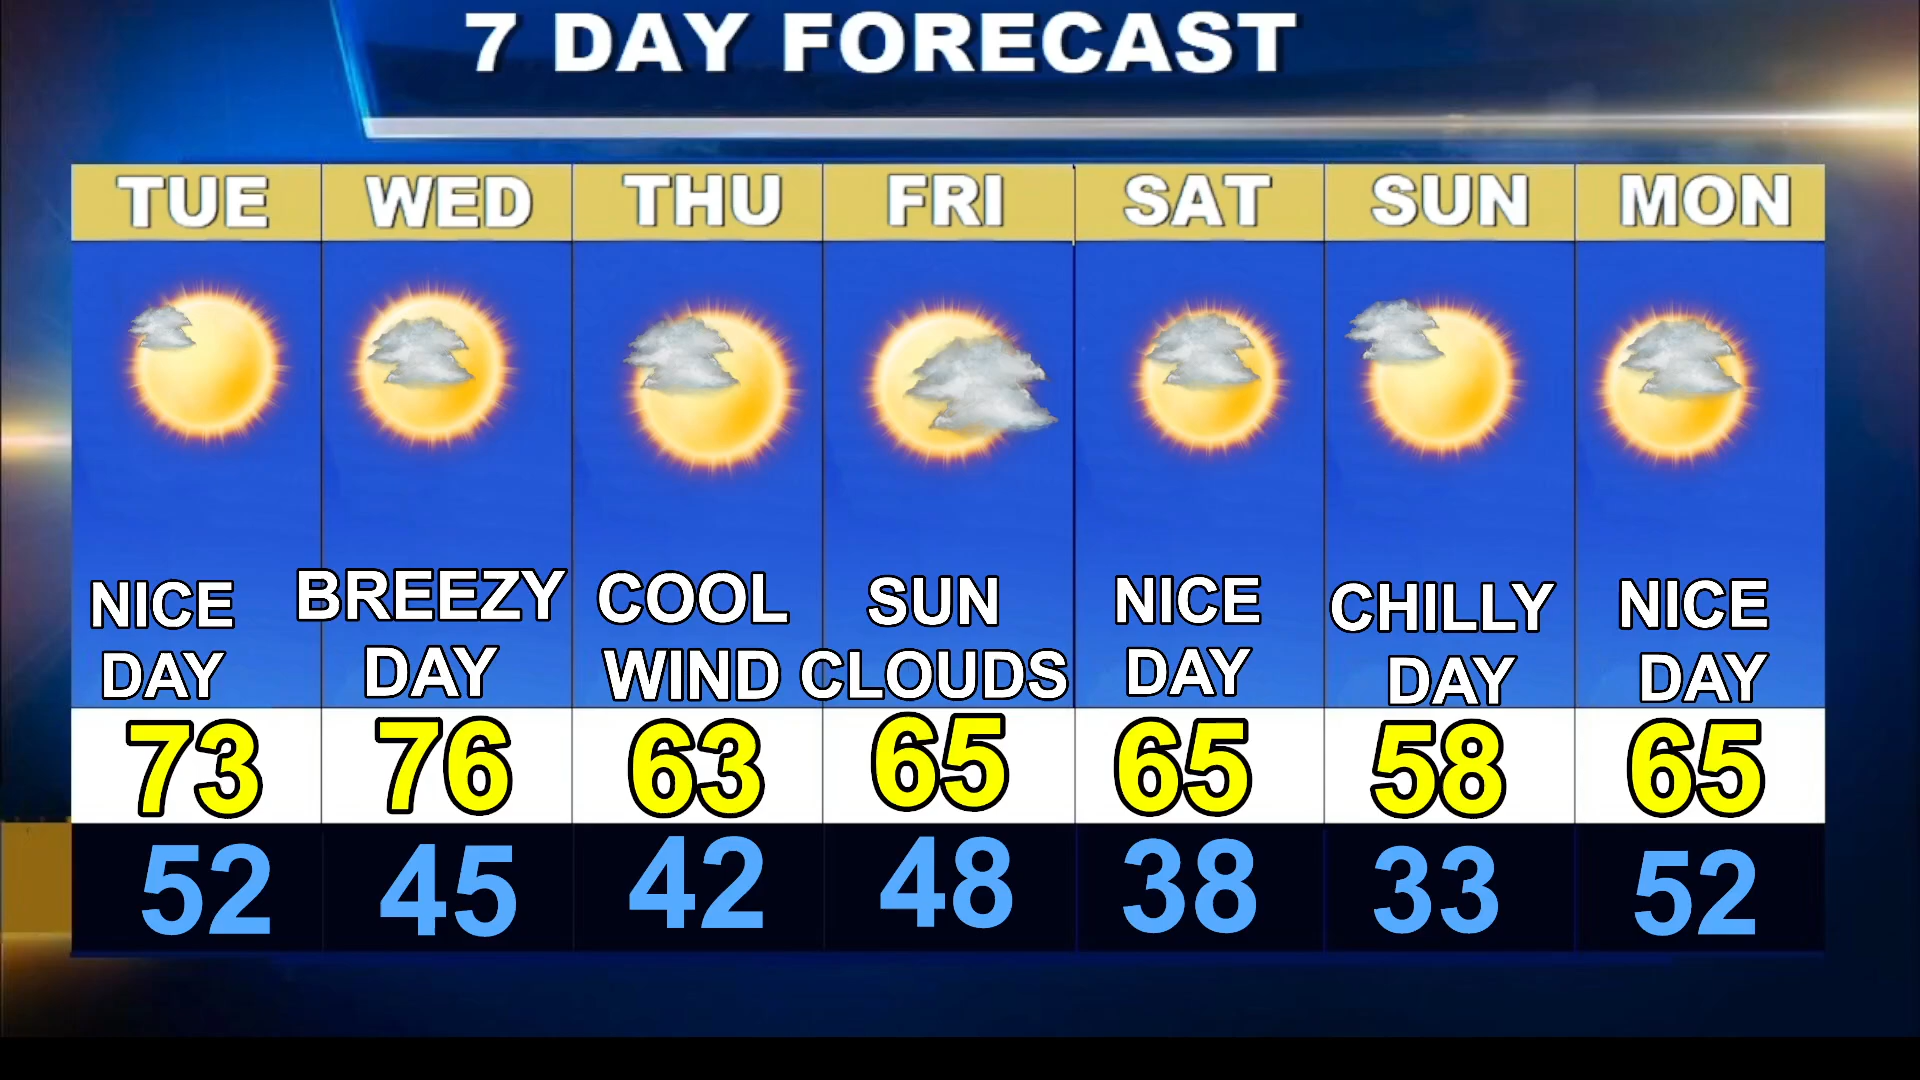 7 DAY FORECAST
TUE WED THU FRI SAT SUN MON
NICE BREEZY COOL SUN NICE CHILLY NICE
DAY DAY WIND CLOUDS DAY DAY DAY
73 76 63 65 65 58 65
52 45 42 48 38 33 52